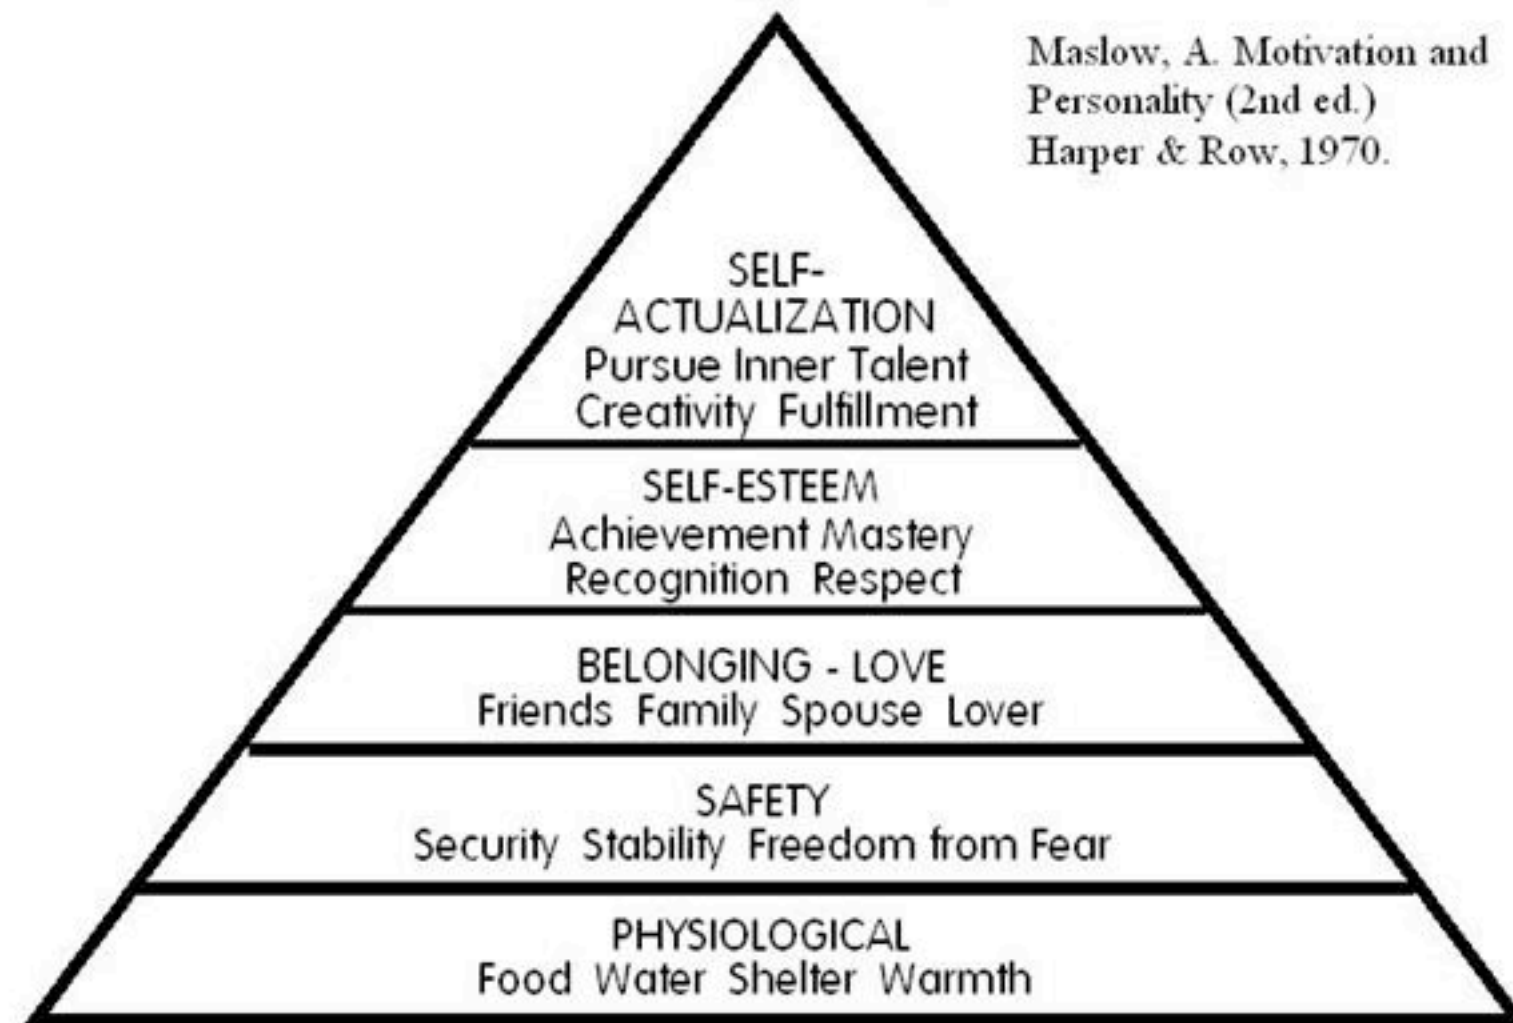 Maslow, A. Motivation and
Personality (2nd ed.)
Harper & Row, 1970.
SELF-
ACTUALIZATION
Pursue Inner Talent
Creativity Fulfillment
SELF-ESTEEM
Achievement Mastery
Recognition Respect
BELONGING - LOVE
Friends Family Spouse Lover
SAFETY
Security Stability Freedom from Fear
PHYSIOLOGICAL
Food Water Shelter Warmth